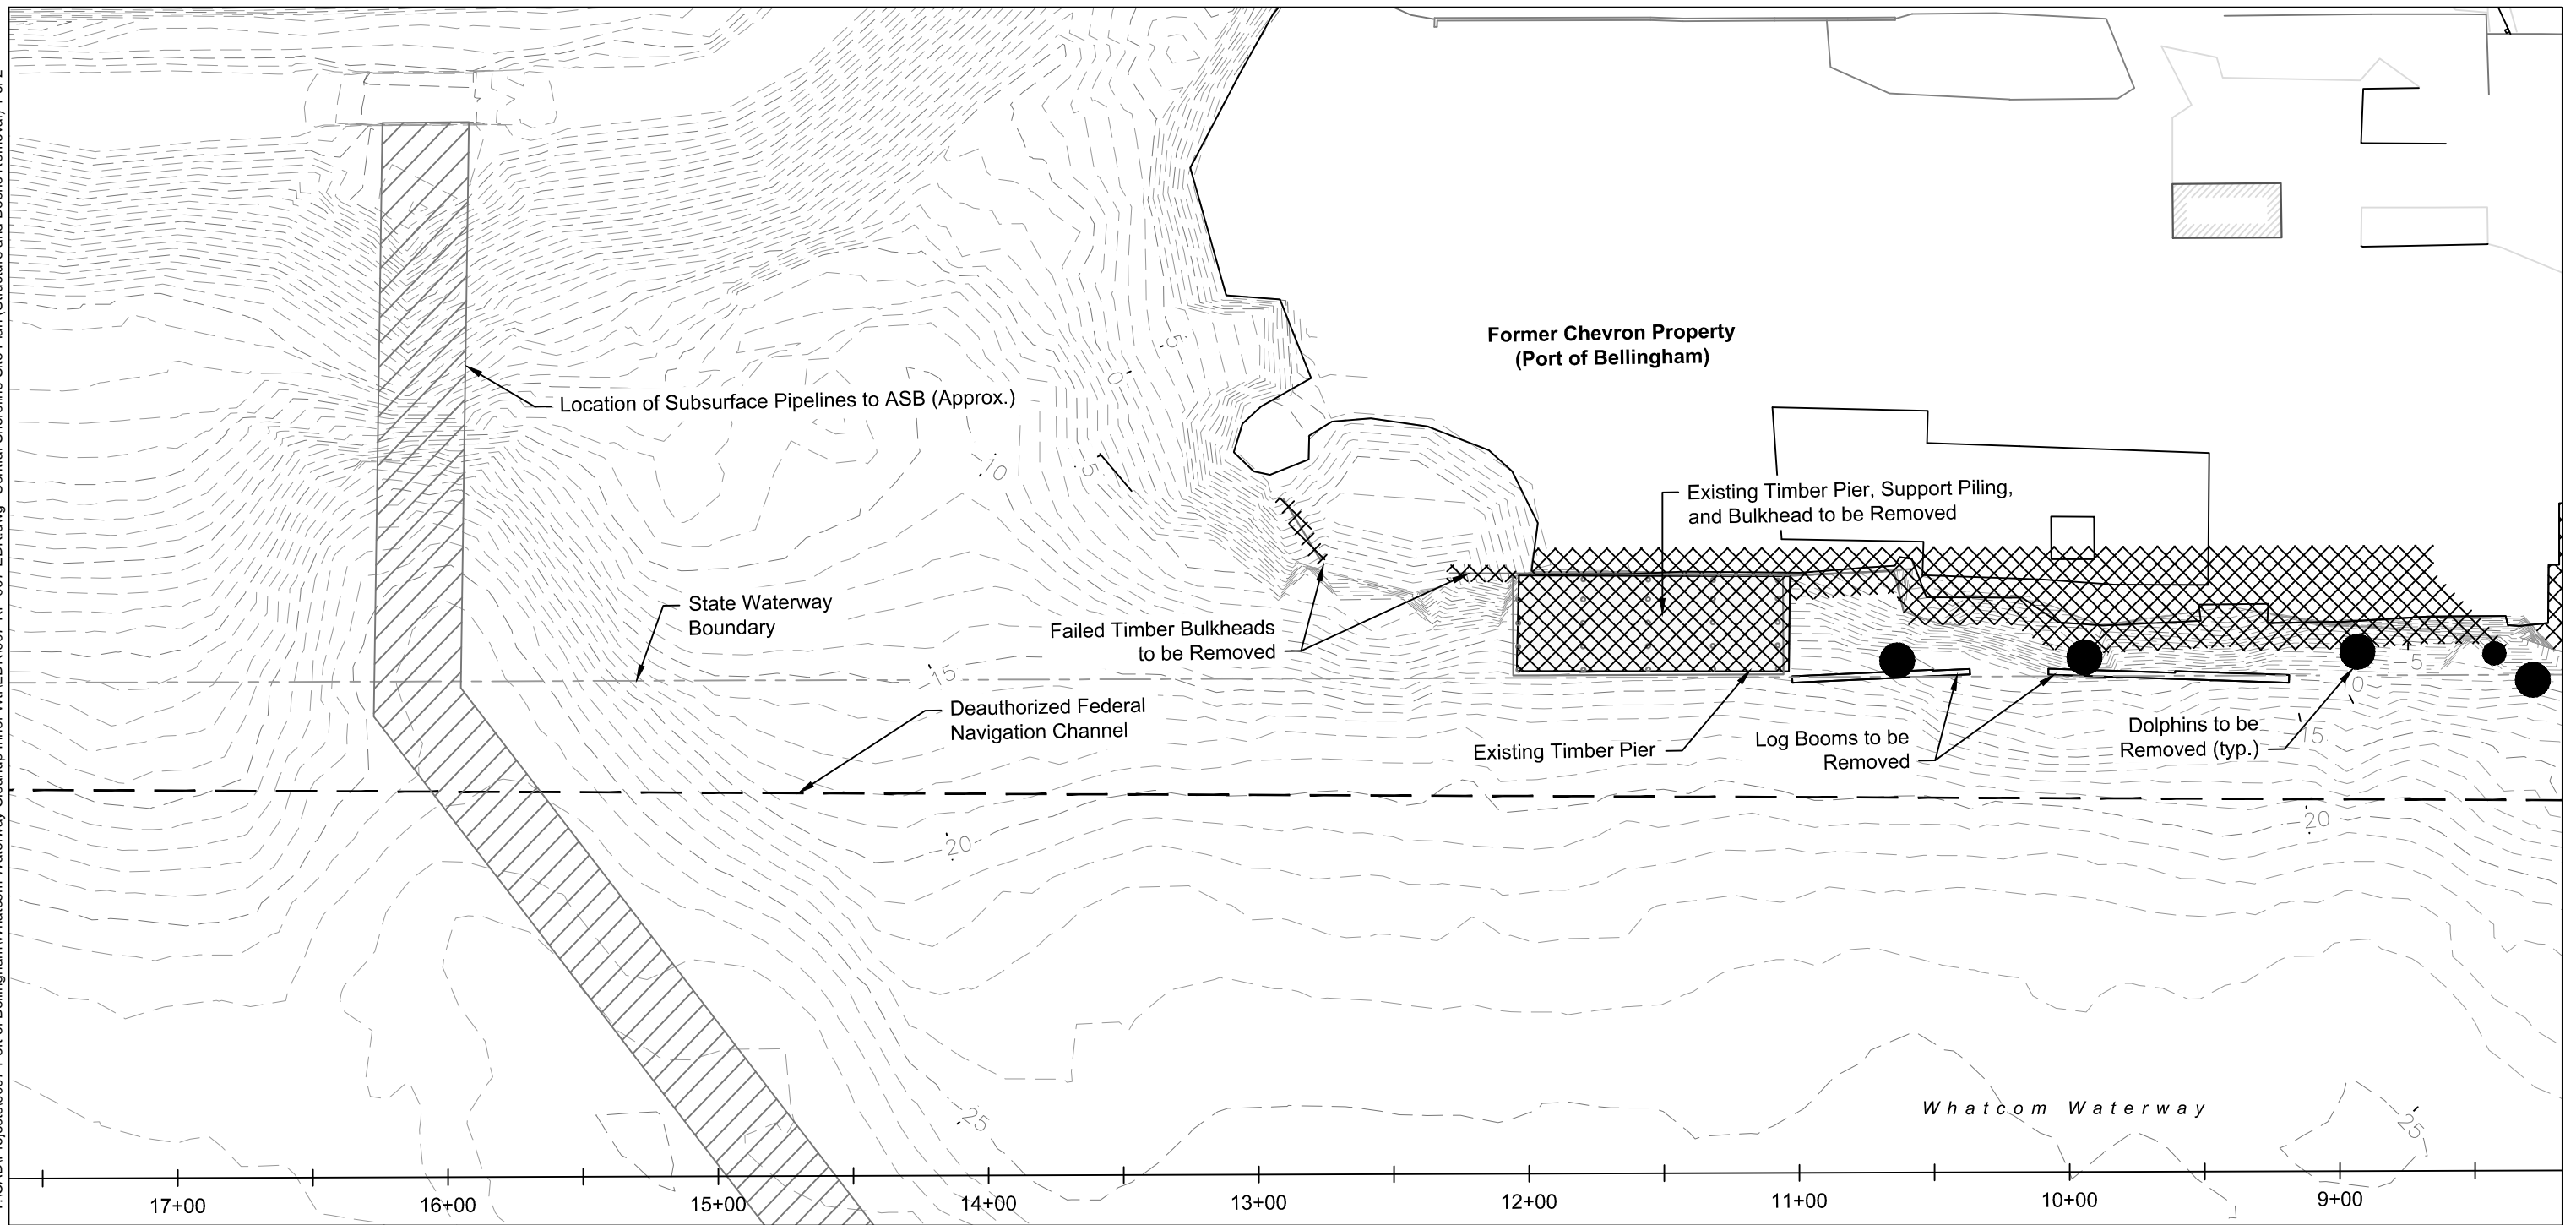 Former Chevron Property
(Port of Bellingham)
-5
0
Location of Subsurface Pipelines to ASB (Approx.)
-5
-10
Existing Timber Pier, Support Piling,
and Bulkhead to be Removed
State Waterway
Boundary
Failed Timber Bulkheads
to be Removed
-15
-5
-10
Deauthorized Federal
Navigation Channel
Existing Timber Pier
Log Booms to be
Removed
Dolphins to be
Removed (typ.)
-15
-20
-20
Whatcom Waterway
-25
-25
17+00
16+00
15+00
14+00
13+00
12+00
11+00
10+00
9+00